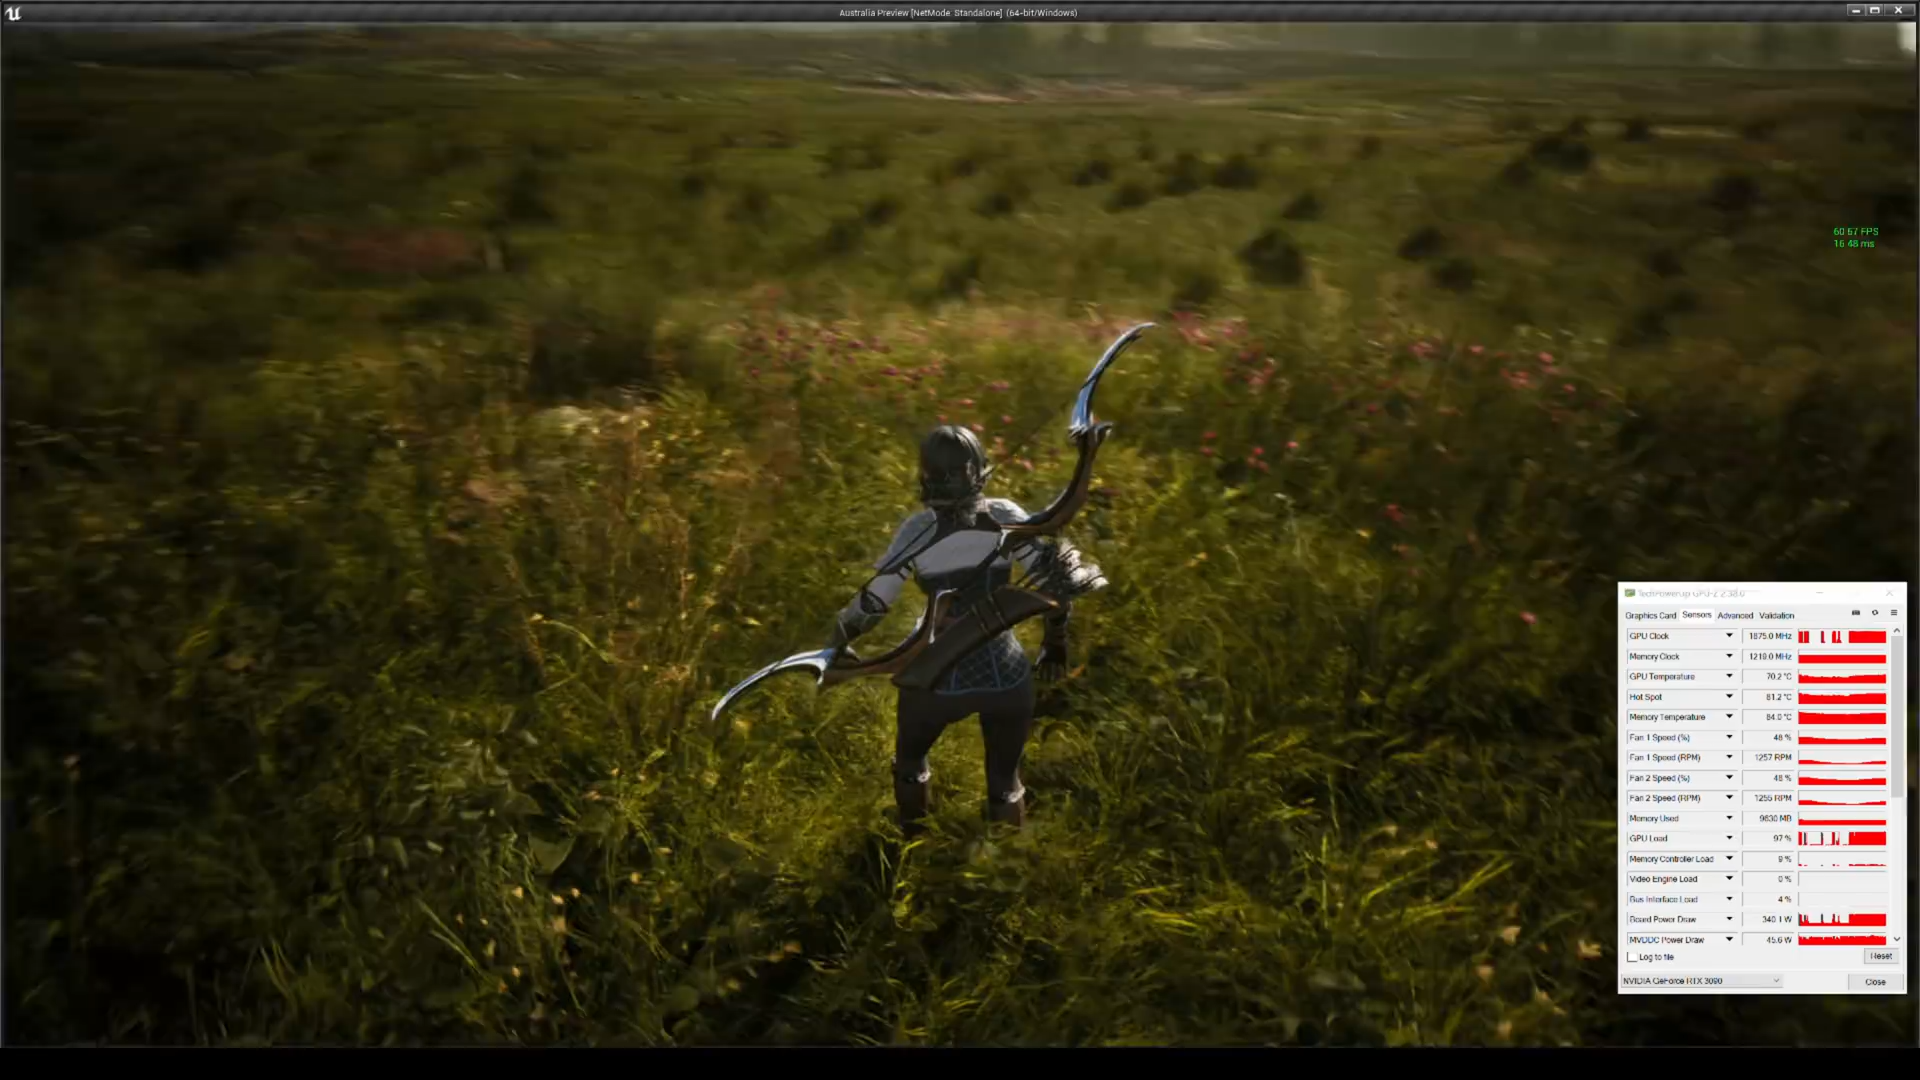 Australia Preview [NetMode Standalone] (64-bit/Windows)
60 67 FPS
16 48 ms
TechPowerUp GPU-Z 2.38.0
Graphics Card Sensors Advanced Validation
GPU Clock 1875.0 MHz
Memory Clock 1219.0 MHz
GPU Temperature 70.2 °C
Hot Spot 81.2 °C
Memory Temperature 84.0 °C
Fan 1 Speed (%) 48 %
Fan 1 Speed (RPM) 1257 RPM
Fan 2 Speed (%) 48 %
Fan 2 Speed (RPM) 1255 RPM
Memory Used 9630 MB
GPU Load 97 %
Memory Controller Load 9 %
Video Engine Load 0 %
Bus Interface Load 4 %
Board Power Draw 340.1 W
MVDDC Power Draw 45.6 W
Log to file
Reset
NVIDIA GeForce RTX 3090
Close